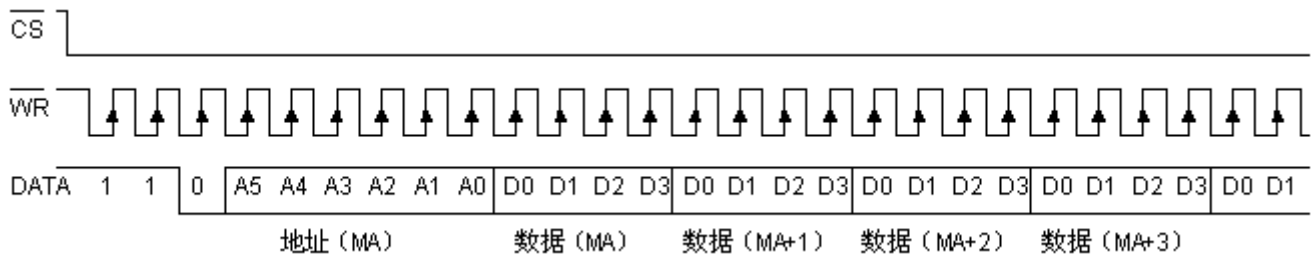 CS
WR
DATA 1 1 0 A5 A4 A3 A2 A1 A0 D0 D1 D2 D3 D0 D1 D2 D3 D0 D1 D2 D3 D0 D1 D2 D3 D0 D1
地址（MA） 数据（MA） 数据（MA+1） 数据（MA+2） 数据（MA+3）